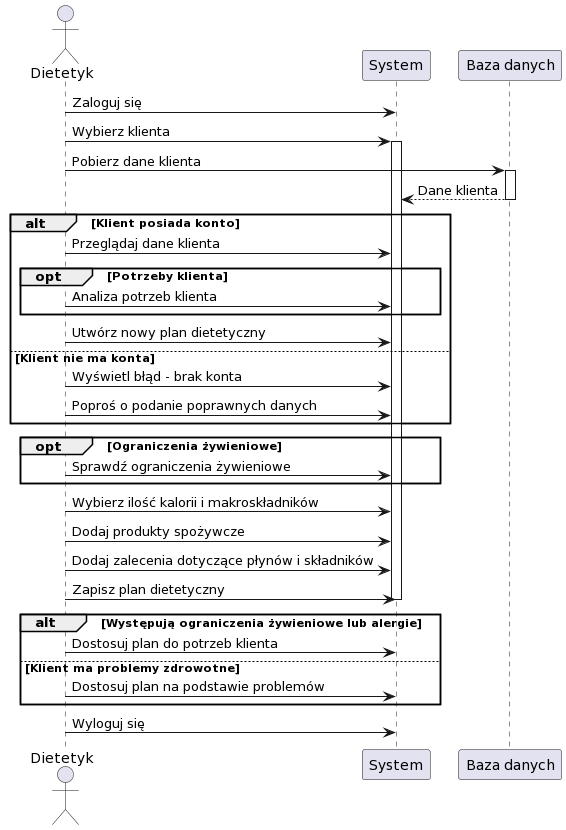 Dietetyk
System
Baza danych
Zaloguj się
Wybierz klienta
Pobierz dane klienta
Dane klienta
alt [Klient posiada konto]
Przeglądaj dane klienta
opt [Potrzeby klienta]
Analiza potrzeb klienta
Utwórz nowy plan dietetyczny
[Klient nie ma konta]
Wyświetl błąd - brak konta
Poproś o podanie poprawnych danych
opt [Ograniczenia żywieniowe]
Sprawdź ograniczenia żywieniowe
Wybierz ilość kalorii i makroskładników
Dodaj produkty spożywcze
Dodaj zalecenia dotyczące płynów i składników
Zapisz plan dietetyczny
alt [Występują ograniczenia żywieniowe lub alergie]
Dostosuj plan do potrzeb klienta
[Klient ma problemy zdrowotne]
Dostosuj plan na podstawie problemów
Wyloguj się
Dietetyk
System
Baza danych